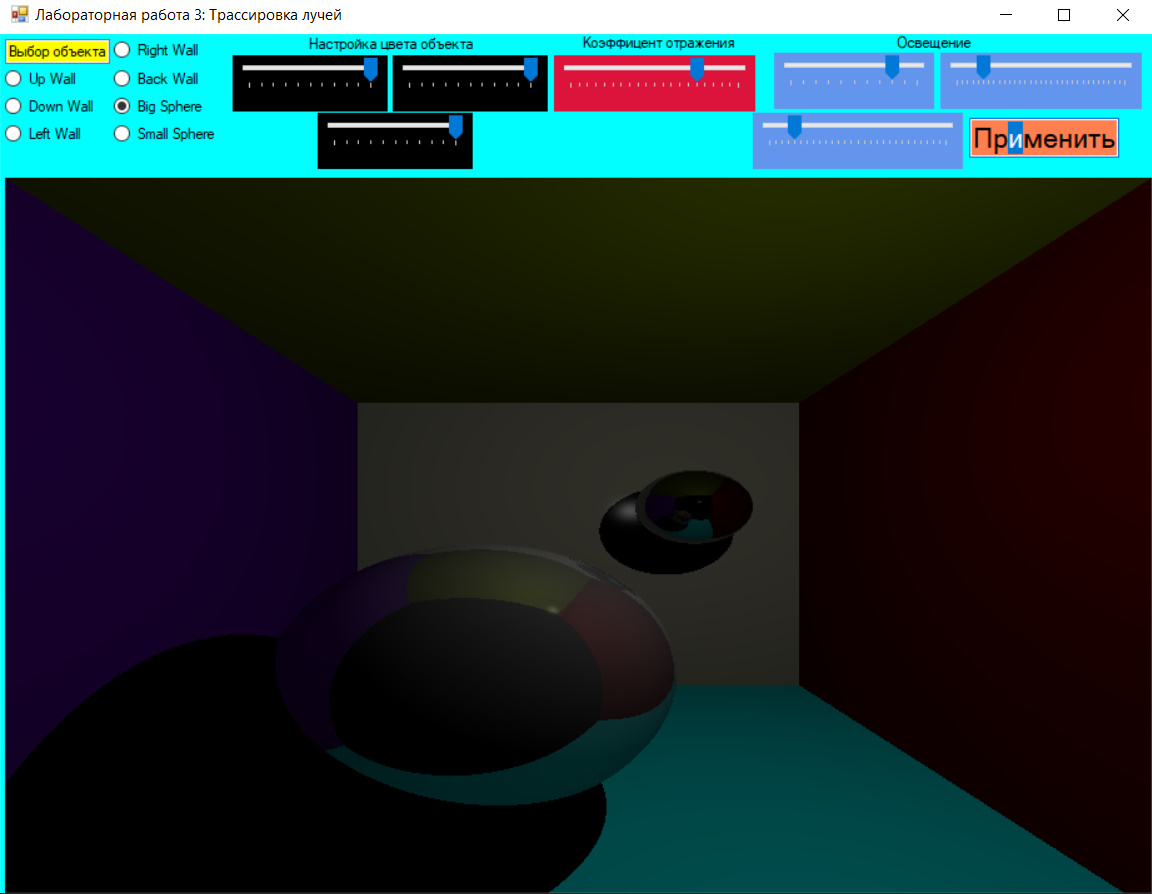 Лабораторная работа 3: Трассировка лучей
Выбор объекта
Right Wall
Up Wall
Back Wall
Down Wall
Big Sphere
Left Wall
Small Sphere
Настройка цвета объекта
Коэффицент отражения
Освещение
Применить